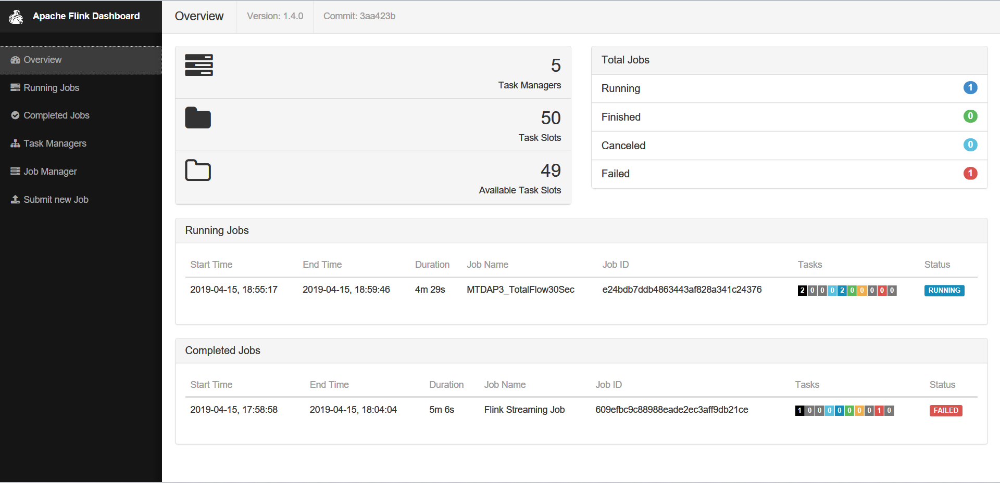 Apache Flink Dashboard
Overview
Version: 1.4.0
Commit: 3aa423b
Overview
Running Jobs
Completed Jobs
Task Managers
Job Manager
Submit new Job
5
Task Managers
50
Task Slots
49
Available Task Slots
Total Jobs
Running 1
Finished 0
Canceled 0
Failed 1
Running Jobs
Start Time End Time Duration Job Name Job ID Tasks Status
2019-04-15, 18:55:17 2019-04-15, 18:59:46 4m 29s MTDAP3_TotalFlow30Sec e24bdb7ddb4863443af828a341c24376 2 0 0 0 2 0 0 0 0 0 RUNNING
Completed Jobs
Start Time End Time Duration Job Name Job ID Tasks Status
2019-04-15, 17:58:58 2019-04-15, 18:04:04 5m 6s Flink Streaming Job 609efbc9c88988eade2ec3aff9db21ce 1 0 0 0 0 0 0 0 1 0 FAILED